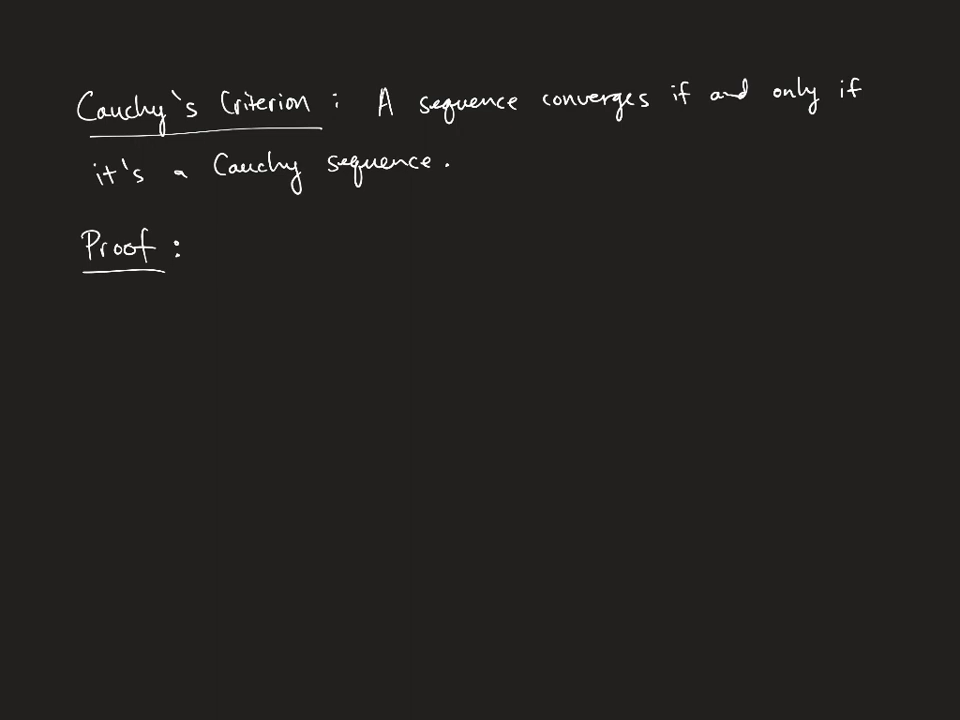 Cauchy's Criterion : A sequence converges if and only if
it's a Cauchy sequence.
Proof :